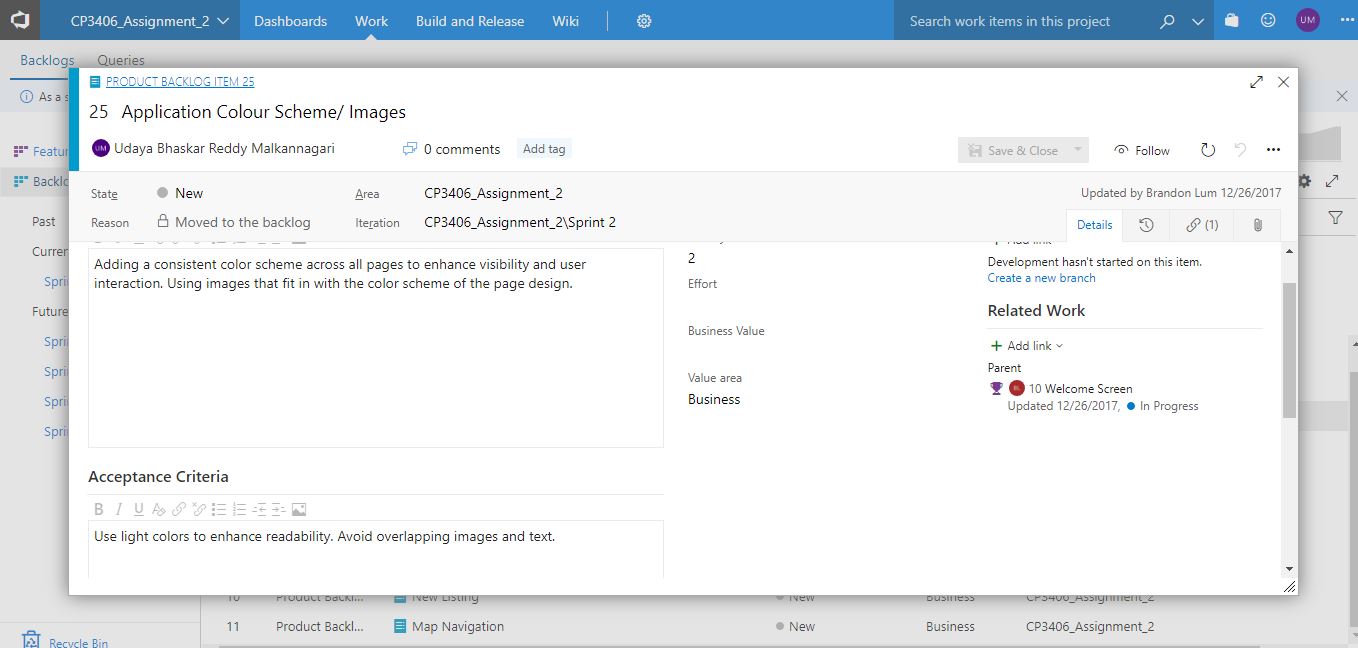 CP3406_Assignment_2 Dashboards Work Build and Release Wiki Search work items in this project UM
Backlogs Queries
PRODUCT BACKLOG ITEM 25
As a s
25 Application Colour Scheme/ Images
UM Udaya Bhaskar Reddy Malkannagari 0 comments Add tag Save & Close Follow
Featur
Backlo
State New Area CP3406_Assignment_2 Updated by Brandon Lum 12/26/2017
Past
Reason Moved to the backlog Iteration CP3406_Assignment_2\Sprint 2 Details (1)
Add link
Curren
Adding a consistent color scheme across all pages to enhance visibility and user
interaction. Using images that fit in with the color scheme of the page design.
2
Development hasn't started on this item.
Create a new branch
Sprin
Effort
Future
Related Work
Business Value
Sprin
Add link
Parent
Sprin
Value area
10 Welcome Screen
Sprin
Business
Updated 12/26/2017, In Progress
Sprin
Acceptance Criteria
B I U
Use light colors to enhance readability. Avoid overlapping images and text.
10 Product Backl... New Listing New Business CP3406_Assignment_2
11 Product Backl... Map Navigation New Business CP3406_Assignment_2
Recycle Bin